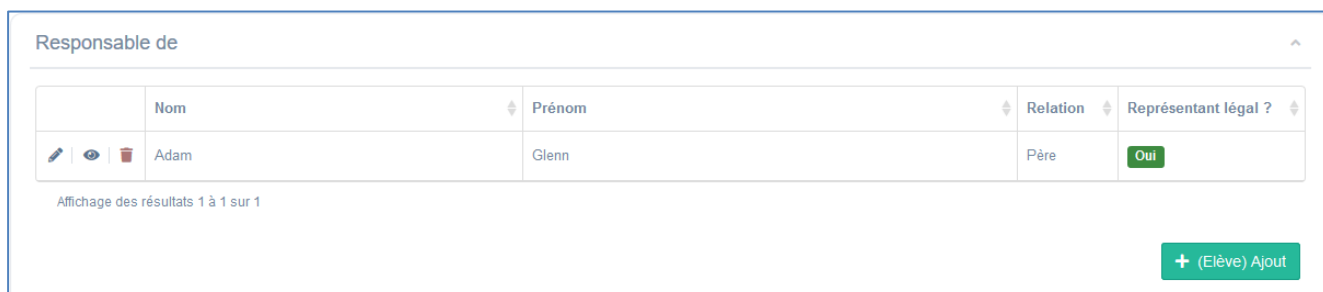 Responsable de
Nom Prénom Relation Représentant légal ?
Adam Glenn Père Oui
Affichage des résultats 1 à 1 sur 1
+ (Elève) Ajout